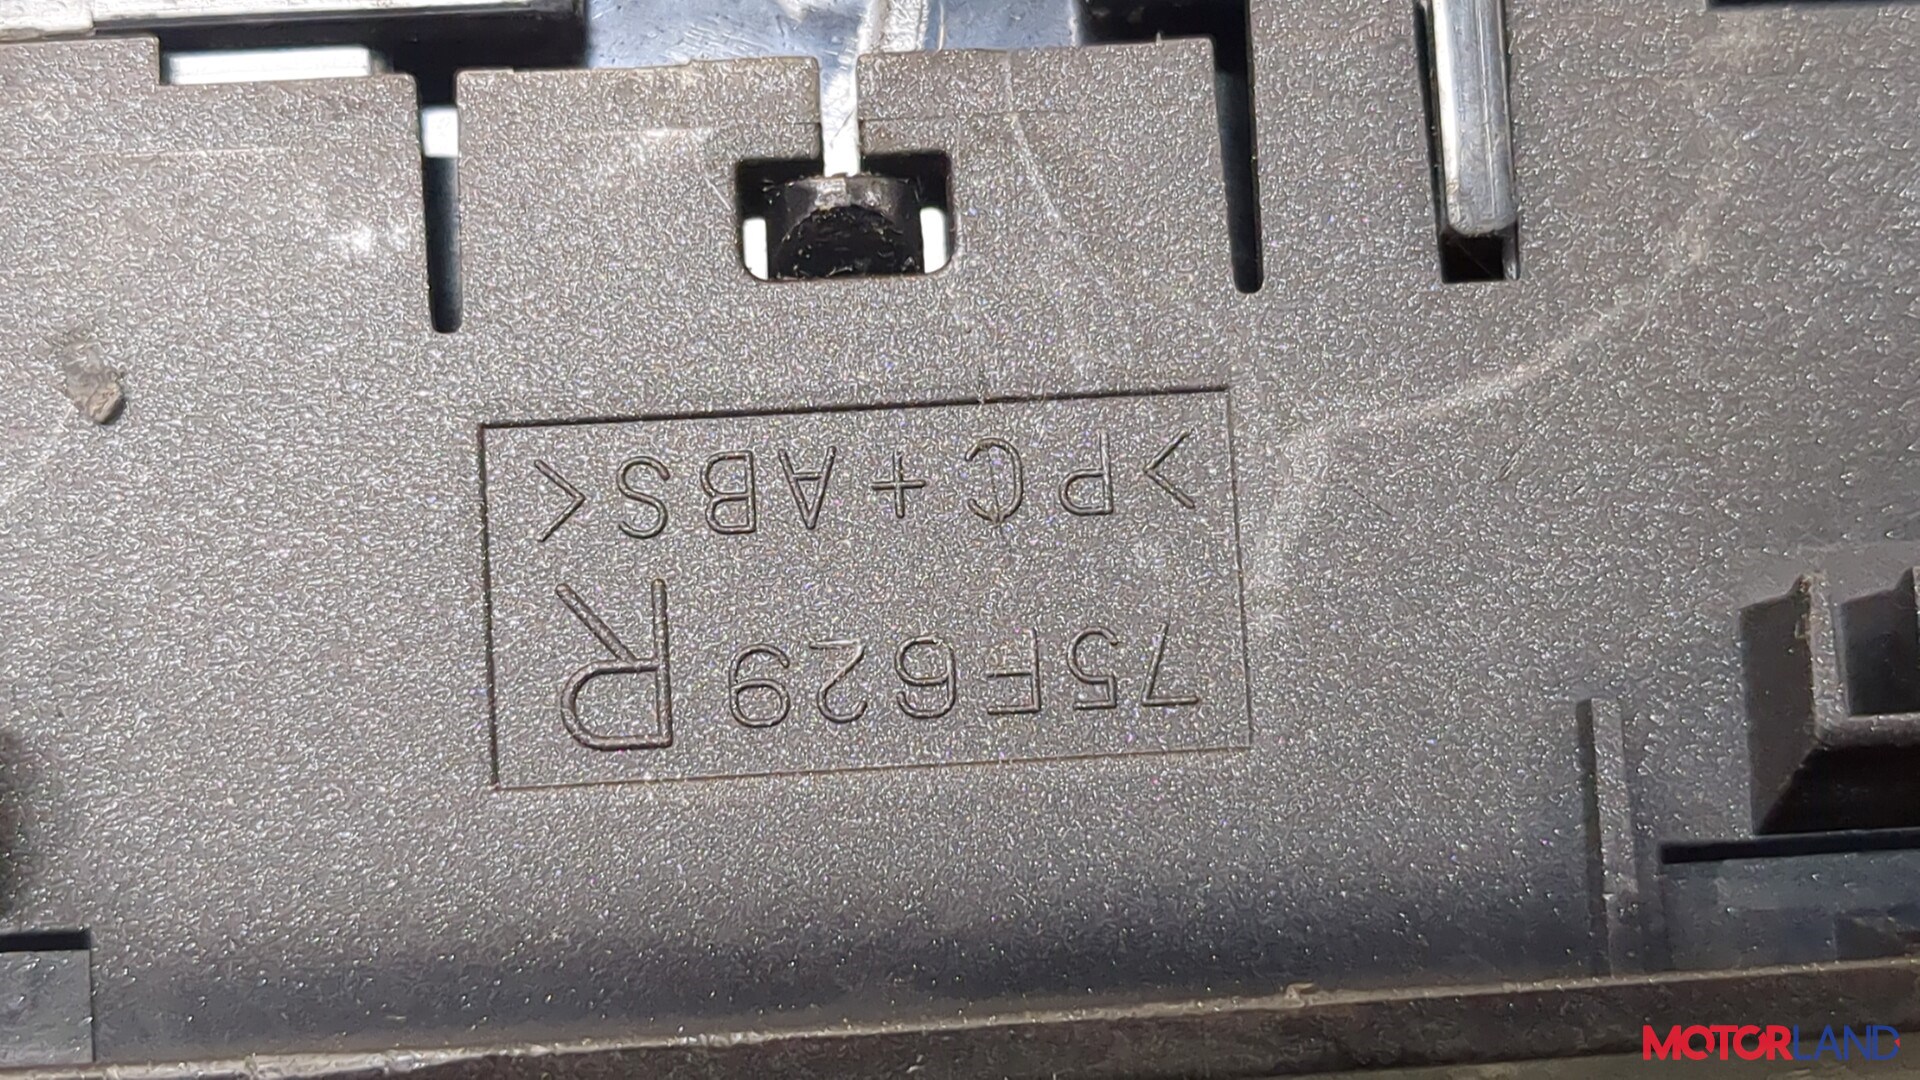 75F629 R
>PC+ABS<
MOTORLAND